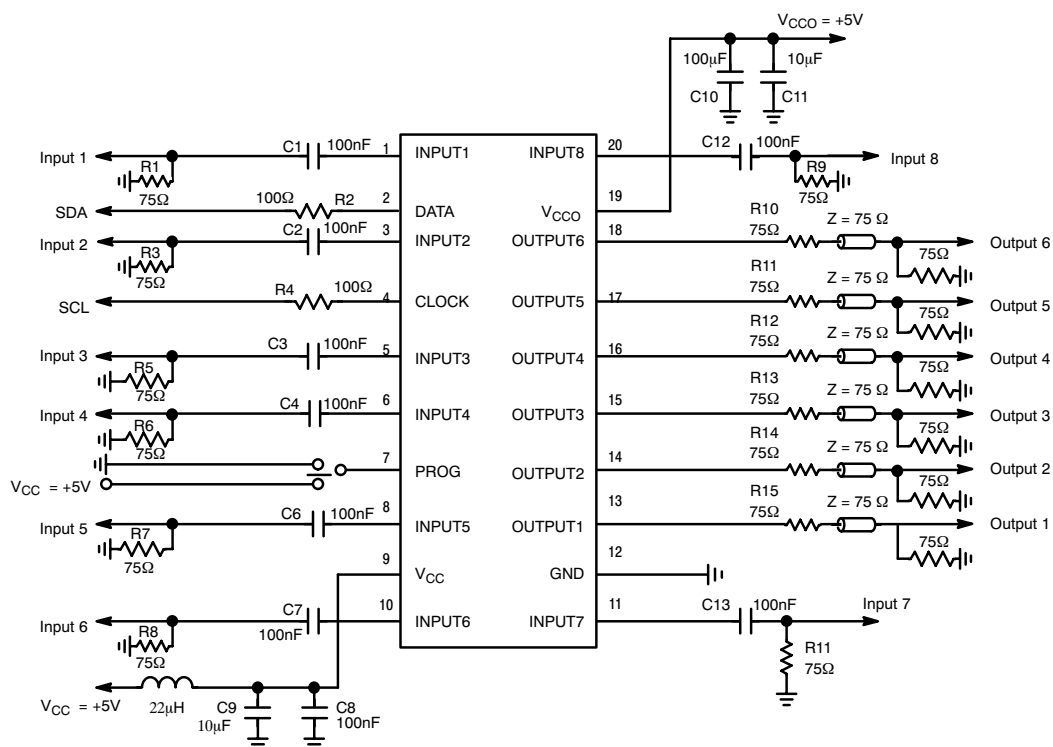 V_CCO = +5V
100μF
10μF
C10
C11
C1
100nF
1
INPUT1
INPUT8
20
C12
100nF
Input 1
Input 8
R1
75Ω
R9
75Ω
100Ω
R2
2
SDA
DATA
V_CCO
19
C2
100nF
3
Input 2
INPUT2
OUTPUT6
18
R10
75Ω
Z = 75 Ω
Output 6
R3
75Ω
75Ω
R4
100Ω
4
SCL
CLOCK
OUTPUT5
17
R11
75Ω
Z = 75 Ω
Output 5
75Ω
C3
100nF
5
Input 3
INPUT3
OUTPUT4
16
R12
75Ω
Z = 75 Ω
Output 4
R5
75Ω
75Ω
C4
100nF
6
Input 4
INPUT4
OUTPUT3
15
R13
75Ω
Z = 75 Ω
Output 3
R6
75Ω
75Ω
7
PROG
OUTPUT2
14
R14
75Ω
Z = 75 Ω
Output 2
V_CC = +5V
75Ω
C6
100nF
8
Input 5
INPUT5
OUTPUT1
13
R15
75Ω
Z = 75 Ω
Output 1
R7
75Ω
75Ω
9
V_CC
GND
12
C7
100nF
10
Input 6
INPUT6
INPUT7
11
C13
100nF
Input 7
R8
75Ω
R11
75Ω
V_CC = +5V
22μH
C9
10μF
C8
100nF